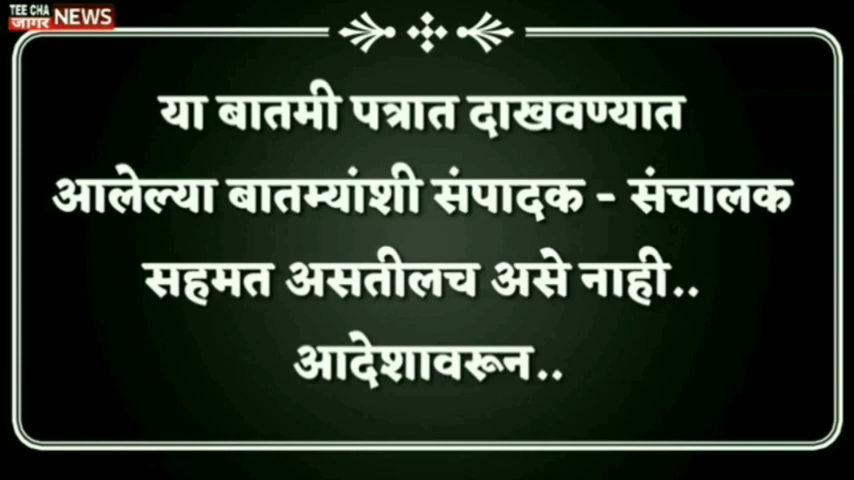 TEE CHA
जागर NEWS
या बातमी पत्रात दाखवण्यात
आलेल्या बातम्यांशी संपादक - संचालक
सहमत असतीलच असे नाही..
आदेशावरून..